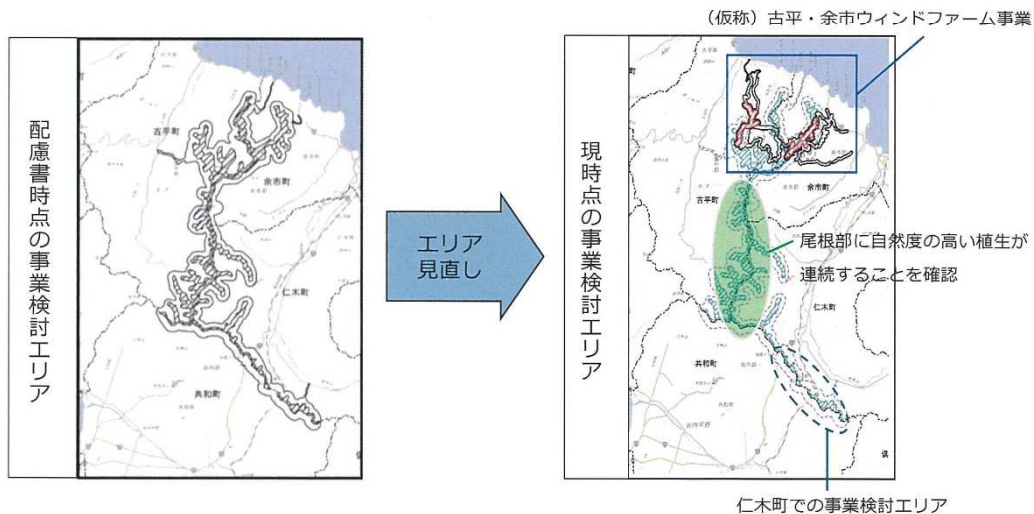 配慮書時点の事業検討エリア
古平町
余市町
仁木町
共和町
エリア
見直し
現時点の事業検討エリア
（仮称）古平・余市ウィンドファーム事業
古平町
余市町
尾根部に自然度の高い植生が
連続することを確認
仁木町
共和町
仁木町での事業検討エリア